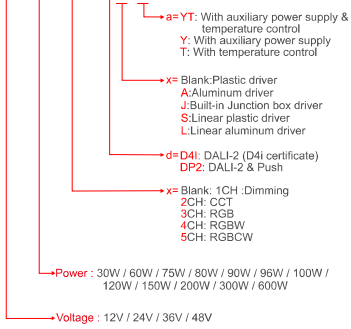 a=YT: With auxiliary power supply &
temperature control
Y: With auxiliary power supply
T: With temperature control
x= Blank:Plastic driver
A:Aluminum driver
J:Built-in Junction box driver
S:Linear plastic driver
L:Linear aluminum driver
d=D4I: DALI-2 (D4i certificate)
DP2: DALI-2 & Push
x= Blank: 1CH :Dimming
2CH: CCT
3CH: RGB
4CH: RGBW
5CH: RGBCW
Power : 30W / 60W / 75W / 80W / 90W / 96W / 100W /
120W / 150W / 200W / 300W / 600W
Voltage : 12V / 24V / 36V / 48V